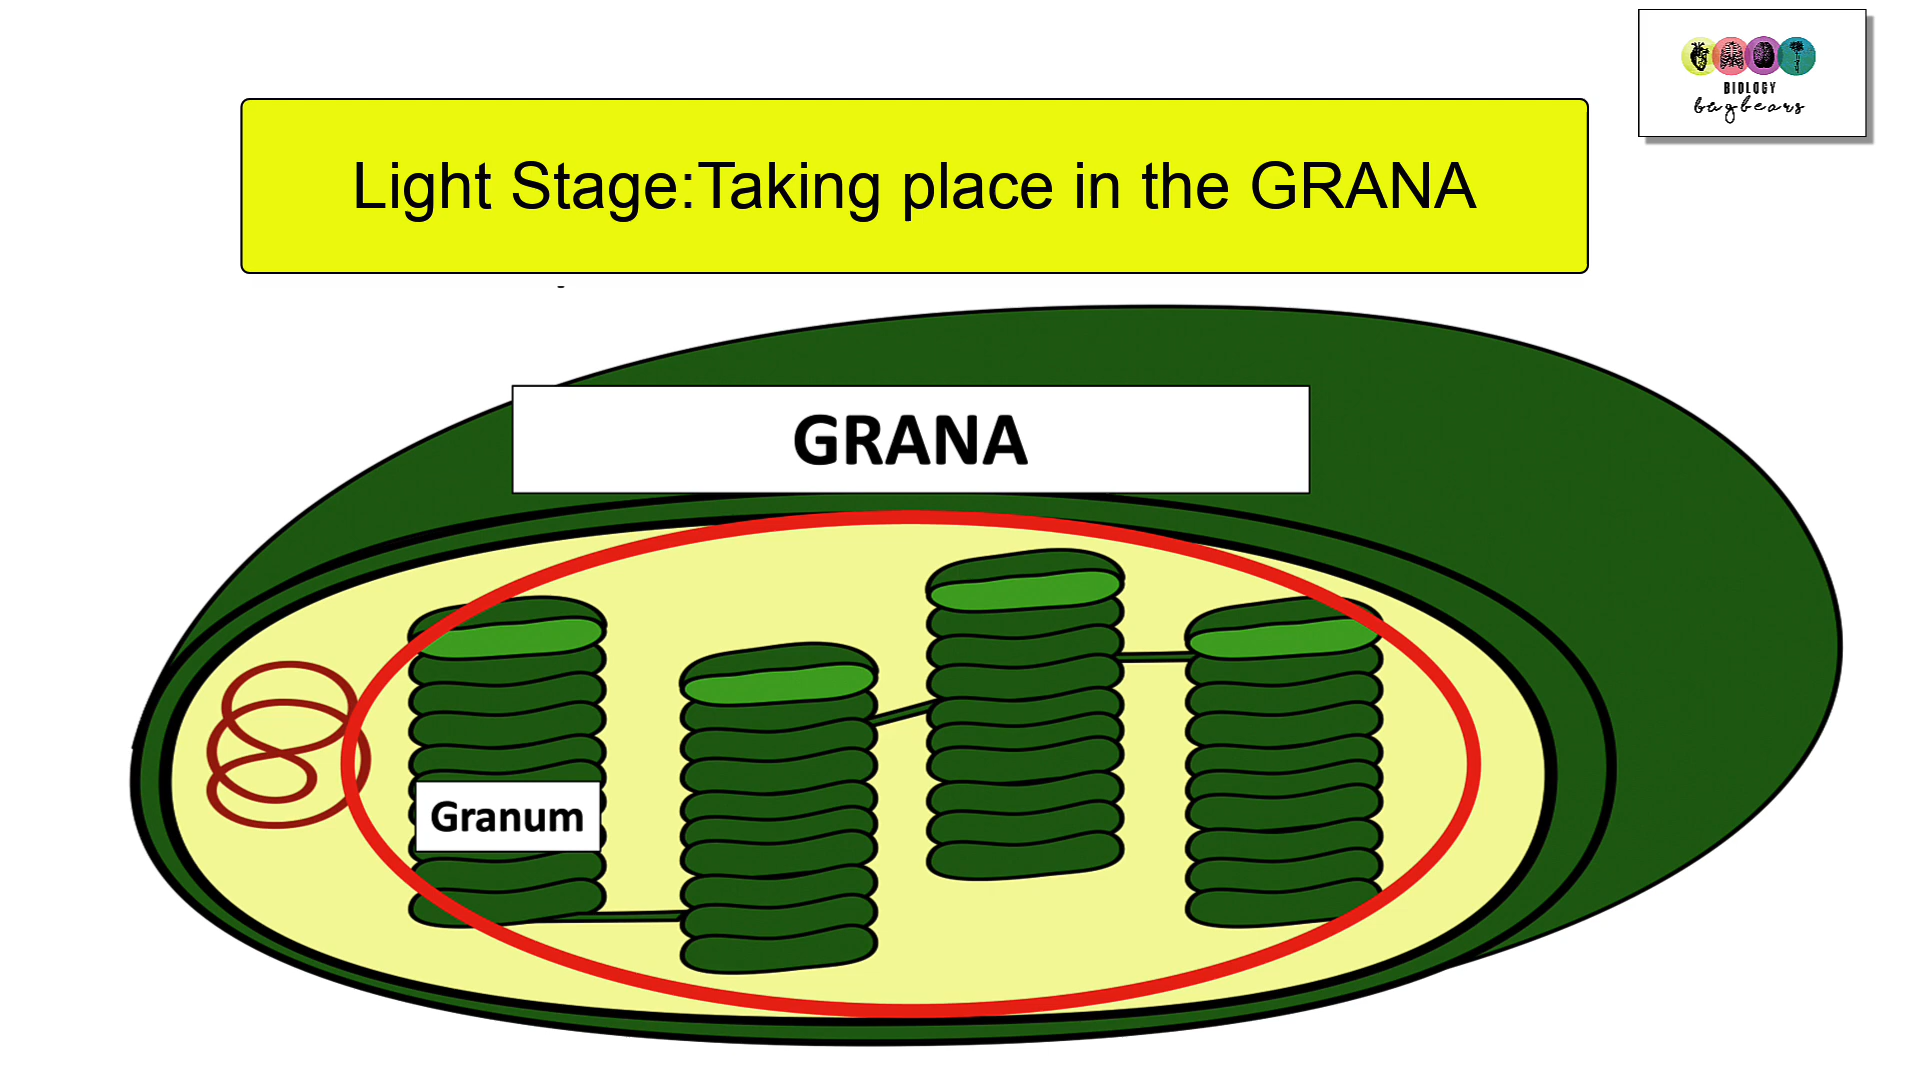 BIOLOGY
bugbears
Light Stage:Taking place in the GRANA
GRANA
Granum